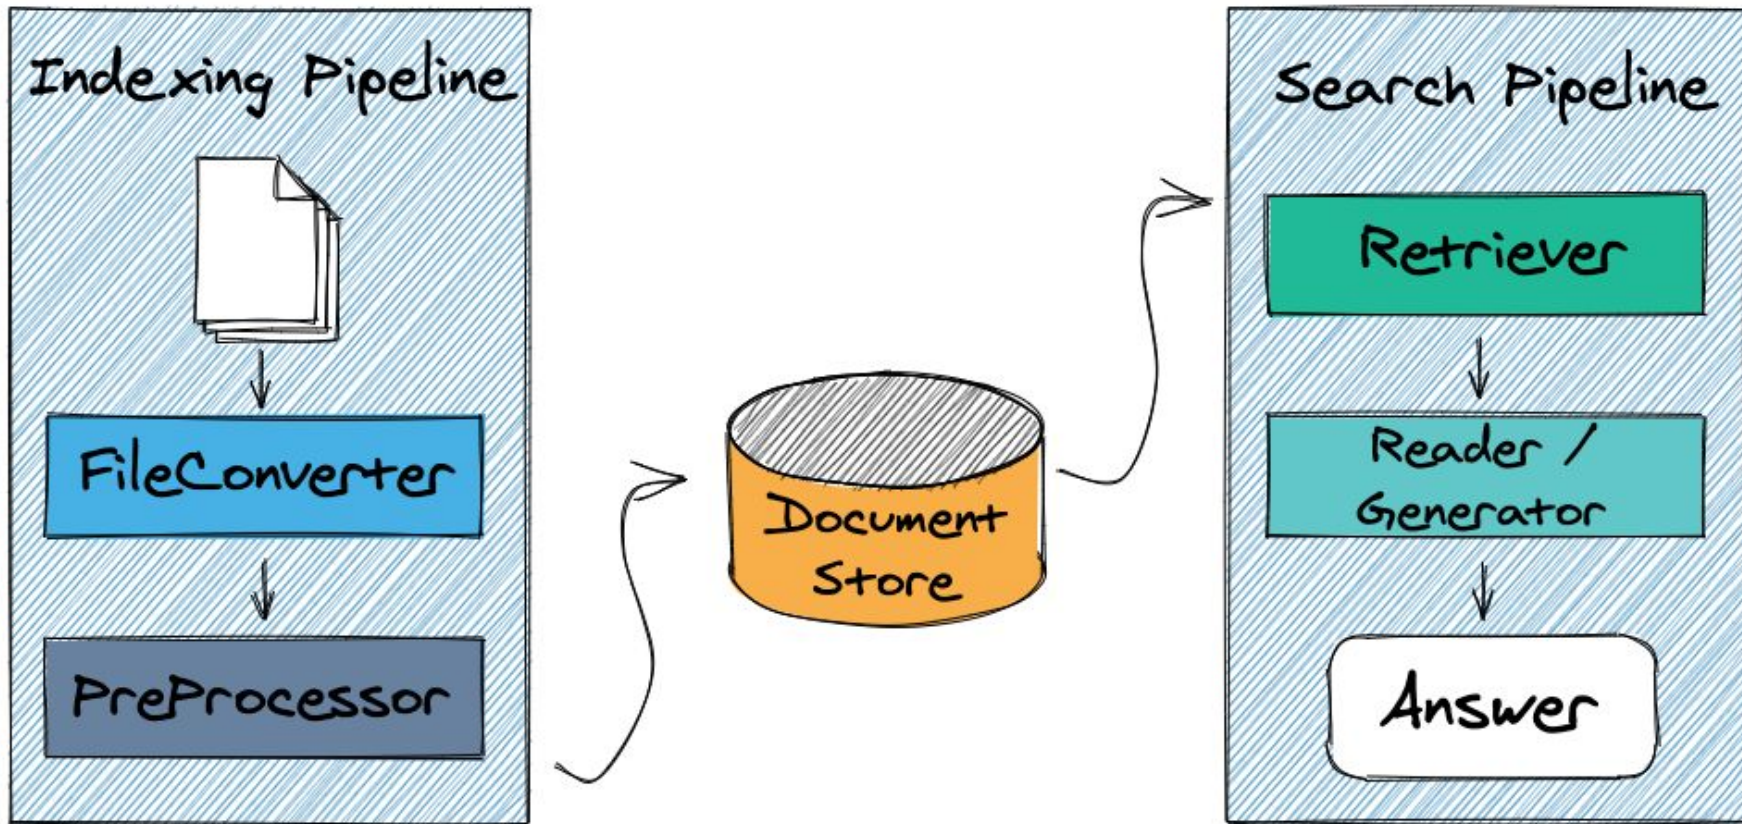 Indexing Pipeline
FileConverter
PreProcessor
Document
Store
Search Pipeline
Retriever
Reader /
Generator
Answer